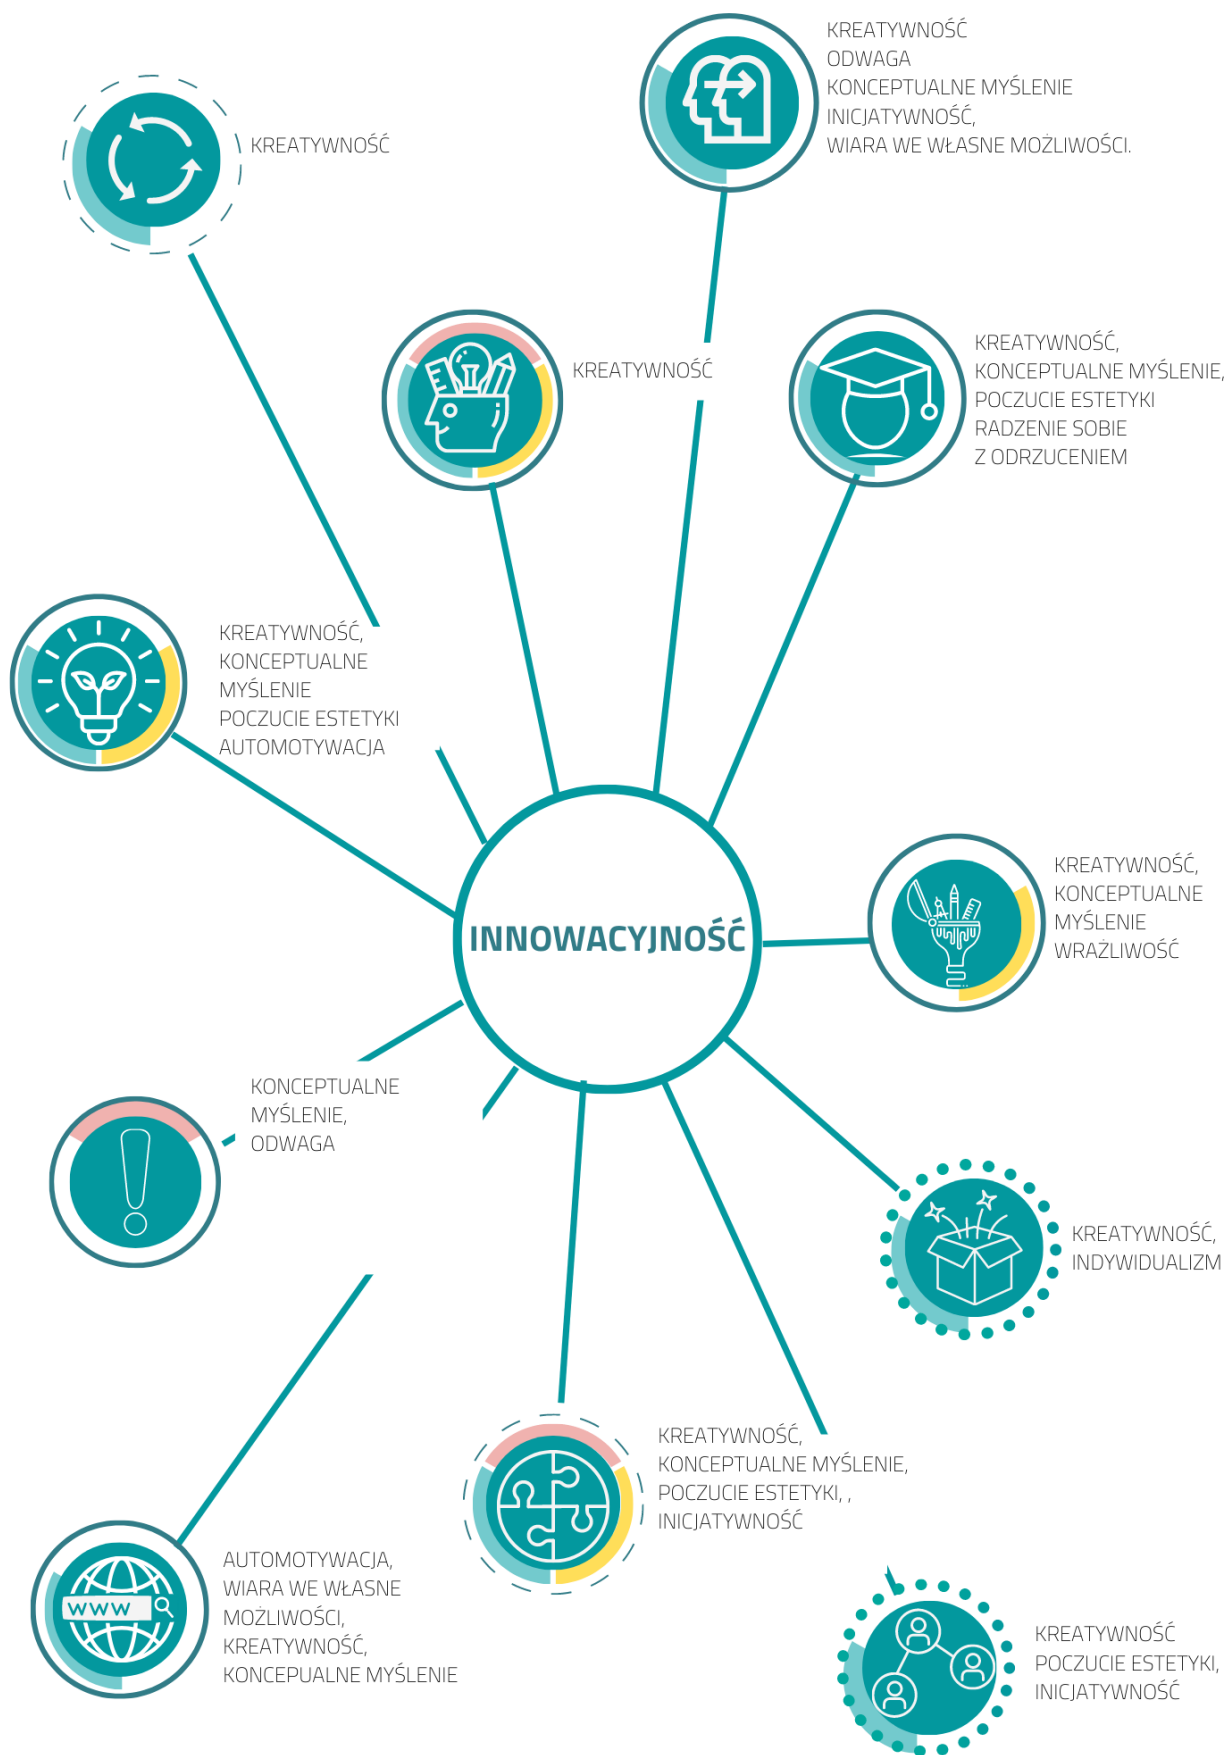 KREATYWNOŚĆ
ODWAGA
KONCEPTUALNE MYŚLENIE
INICJATYWNOŚĆ,
WIARA WE WŁASNE MOŻLIWOŚCI.
KREATYWNOŚĆ
KREATYWNOŚĆ
KREATYWNOŚĆ,
KONCEPTUALNE MYŚLENIE,
POCZUCIE ESTETYKI
RADZENIE SOBIE
Z ODRZUCENIEM
KREATYWNOŚĆ,
KONCEPTUALNE
MYŚLENIE
POCZUCIE ESTETYKI
AUTOMOTYWACJA
INNOWACYJNOŚĆ
KREATYWNOŚĆ,
KONCEPTUALNE
MYŚLENIE
WRAŻLIWOŚĆ
KONCEPTUALNE
MYŚLENIE,
ODWAGA
KREATYWNOŚĆ,
INDYWIDUALIZM
KREATYWNOŚĆ,
KONCEPTUALNE MYŚLENIE,
POCZUCIE ESTETYKI, ,
INICJATYWNOŚĆ
WWW
AUTOMOTYWACJA,
WIARA WE WŁASNE
MOŻLIWOŚCI,
KREATYWNOŚĆ,
KONCEPUALNE MYŚLENIE
KREATYWNOŚĆ
POCZUCIE ESTETYKI,
INICJATYWNOŚĆ